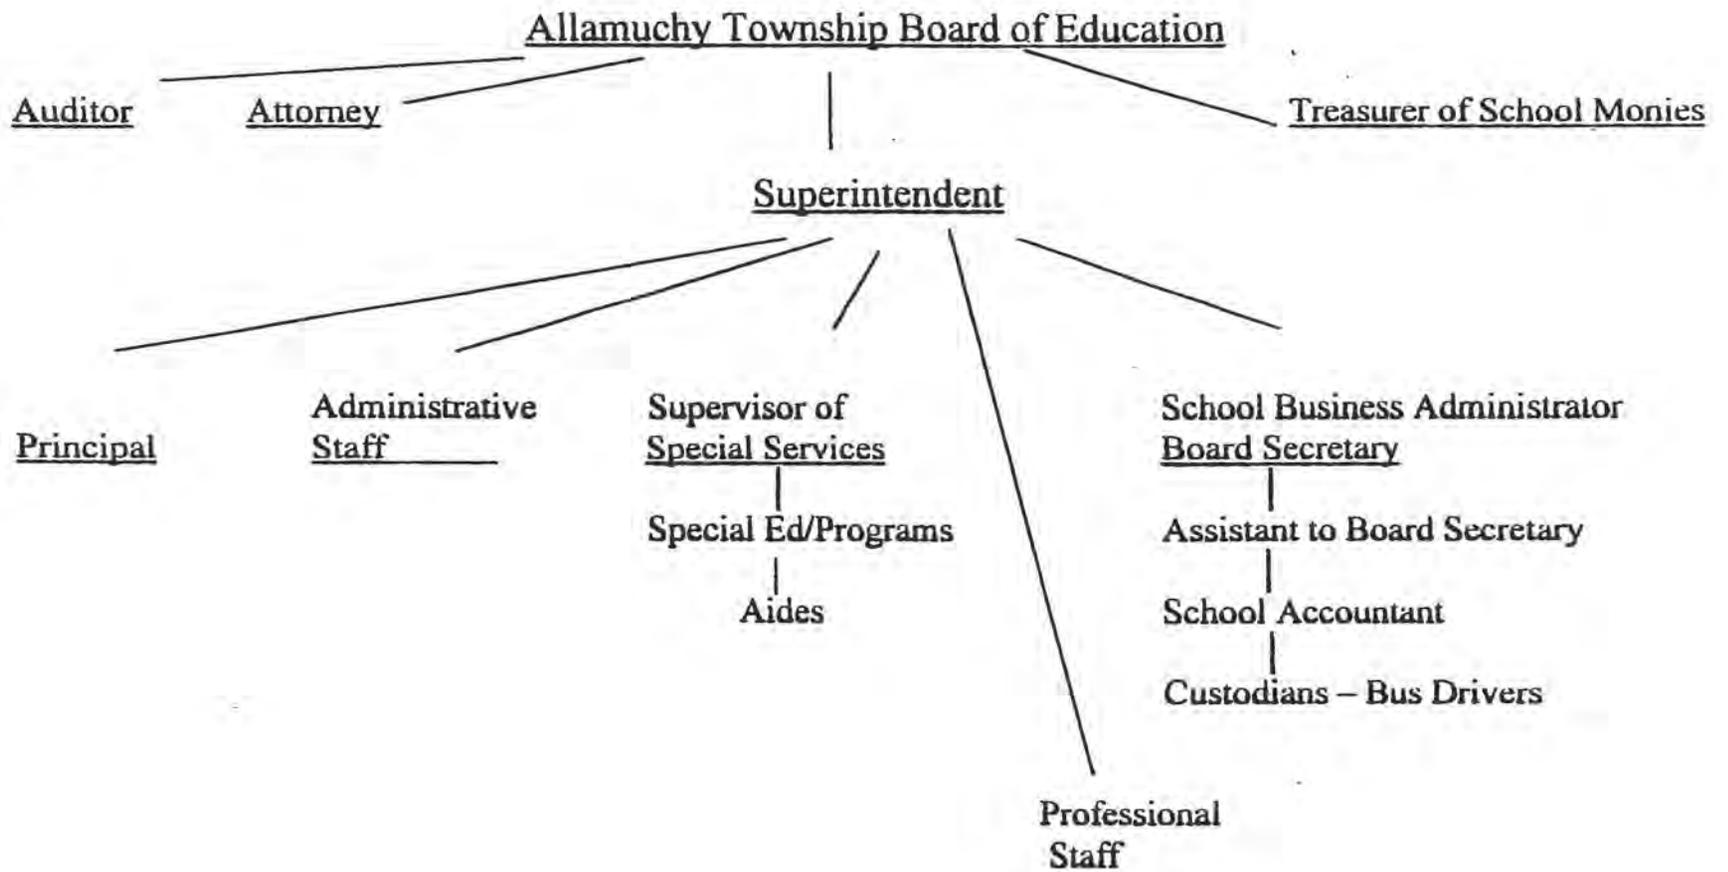 Allamuchy Township Board of Education
Auditor Attorney Treasurer of School Monies
Superintendent
Principal
Administrative
Staff
Supervisor of
Special Services
Special Ed/Programs
Aides
School Business Administrator
Board Secretary
Assistant to Board Secretary
School Accountant
Custodians – Bus Drivers
Professional
Staff